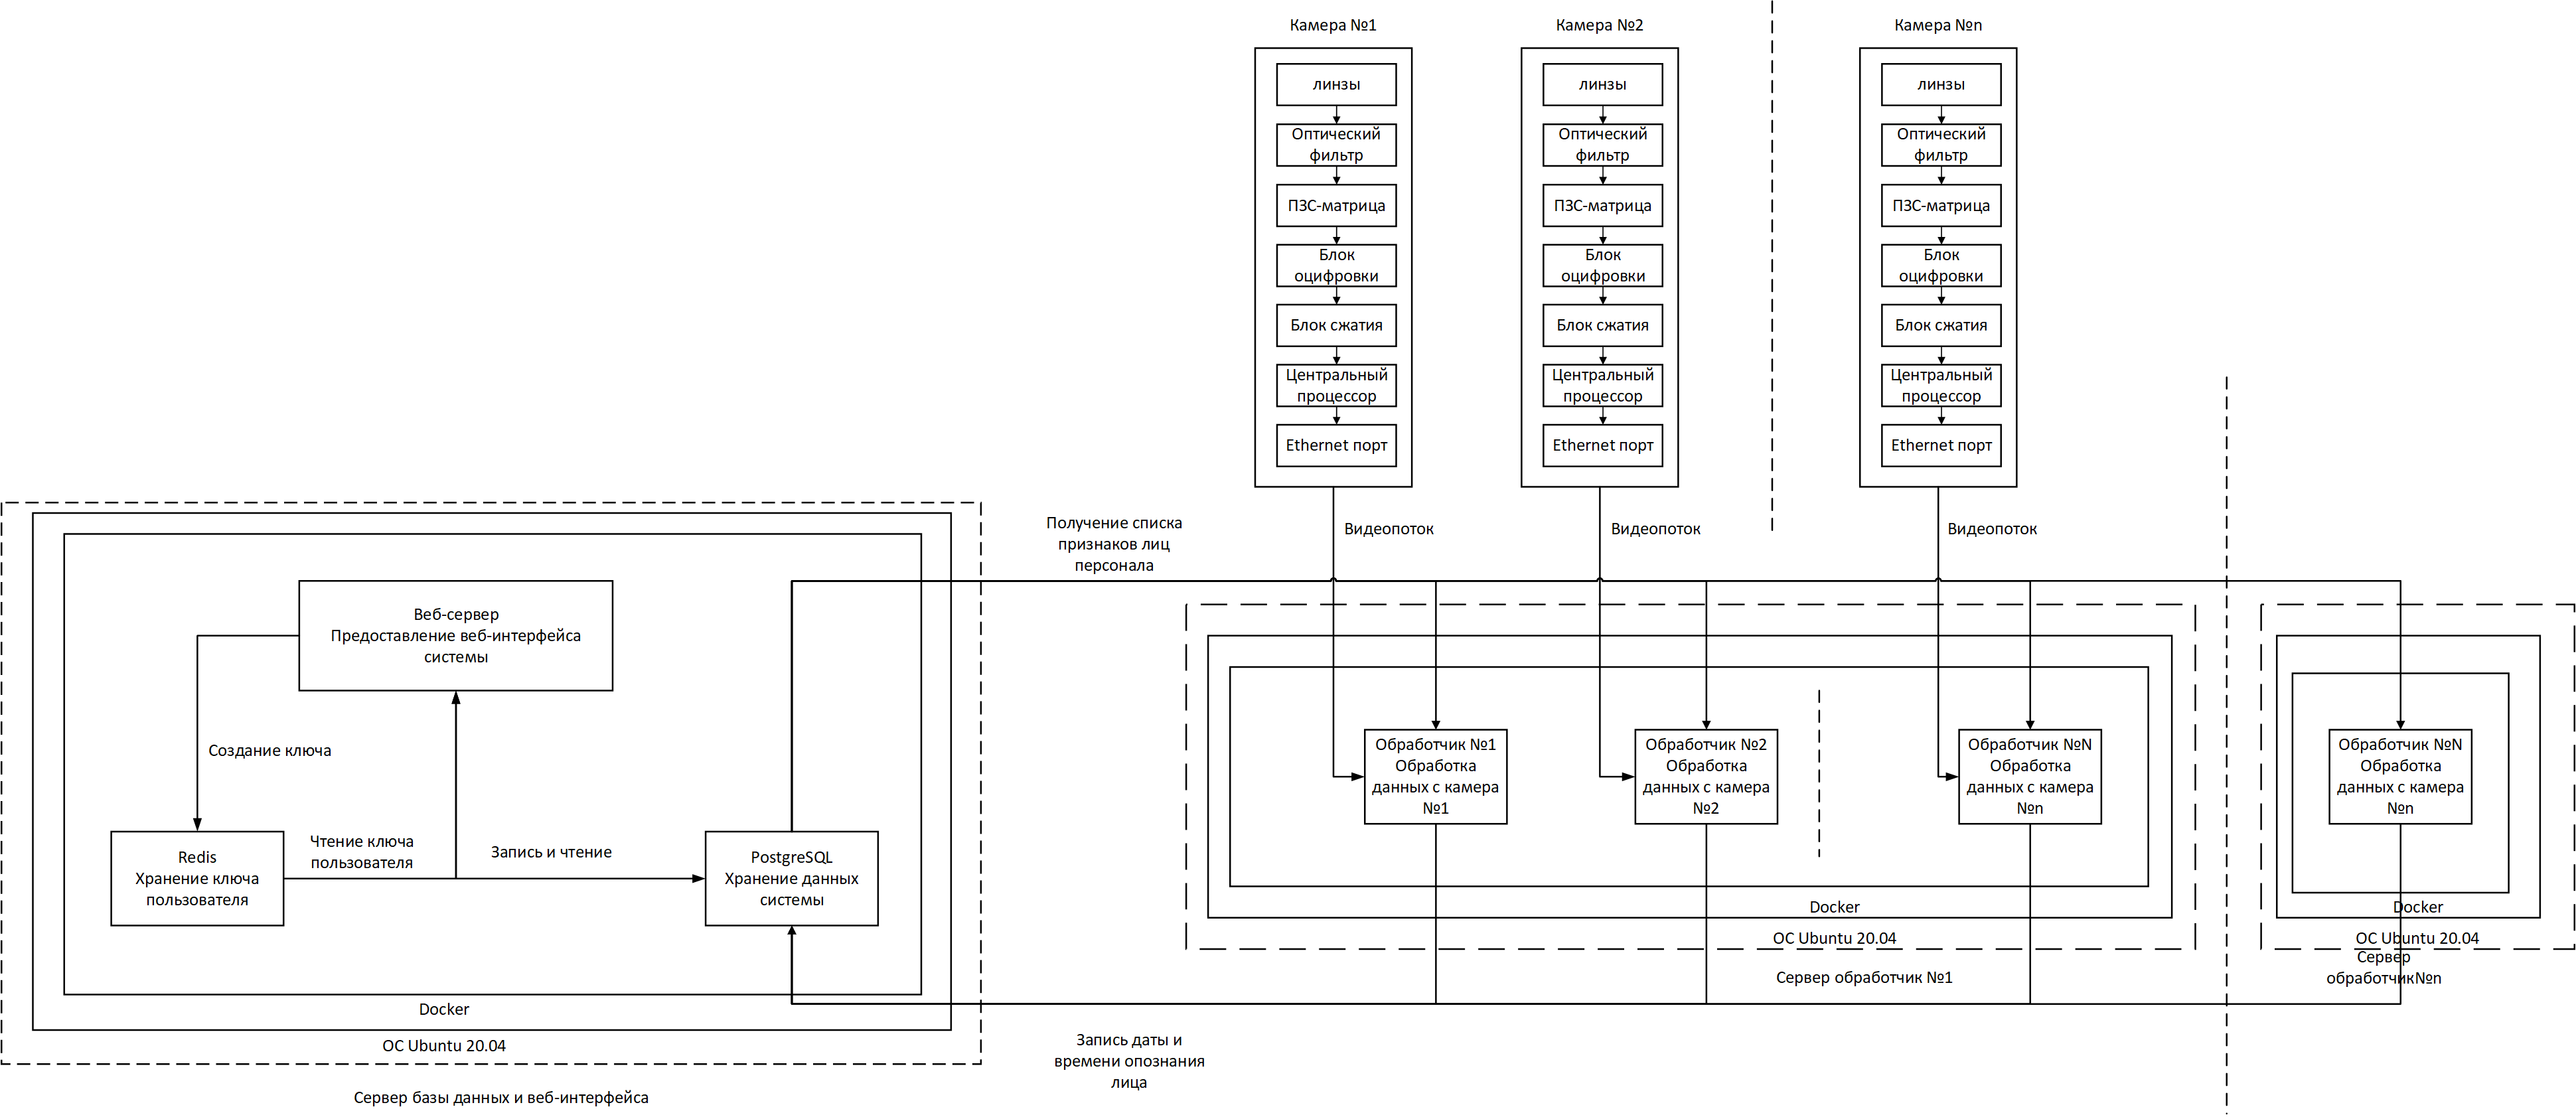 Камера №1
линзы
Оптический
фильтр
ПЗС-матрица
Блок
оцифровки
Блок сжатия
Центральный
процессор
Ethernet порт
Видеопоток
Камера №2
линзы
Оптический
фильтр
ПЗС-матрица
Блок
оцифровки
Блок сжатия
Центральный
процессор
Ethernet порт
Видеопоток
Камера №n
линзы
Оптический
фильтр
ПЗС-матрица
Блок
оцифровки
Блок сжатия
Центральный
процессор
Ethernet порт
Видеопоток
Получение списка
признаков лиц
персонала
Веб-сервер
Предоставление веб-интерфейса
системы
Создание ключа
Redis
Хранение ключа
пользователя
Чтение ключа
пользователя
Запись и чтение
PostgreSQL
Хранение данных
системы
Docker
ОС Ubuntu 20.04
Сервер базы данных и веб-интерфейса
Обработчик №1
Обработка
данных с камера
№1
Обработчик №2
Обработка
данных с камера
№2
Обработчик №N
Обработка
данных с камера
№n
Docker
ОС Ubuntu 20.04
Сервер обработчик №1
Обработчик №N
Обработка
данных с камера
№n
Docker
ОС Ubuntu 20.04
Сервер
обработчик№n
Запись даты и
времени опознания
лица